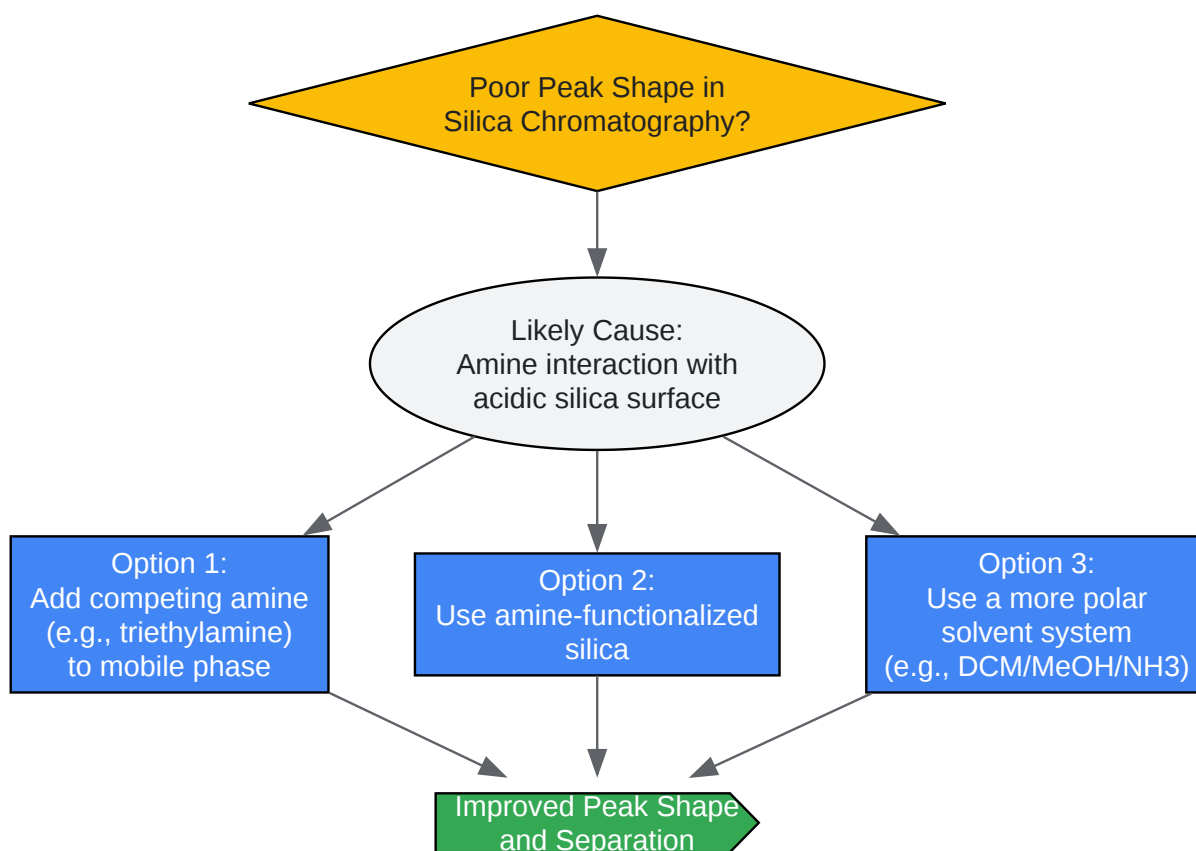 Poor Peak Shape in
Silica Chromatography?
Likely Cause:
Amine interaction with
acidic silica surface
Option 1:
Add competing amine
(e.g., triethylamine)
to mobile phase
Option 2:
Use amine-functionalized
silica
Option 3:
Use a more polar
solvent system
(e.g., DCM/MeOH/NH3)
Improved Peak Shape
and Separation